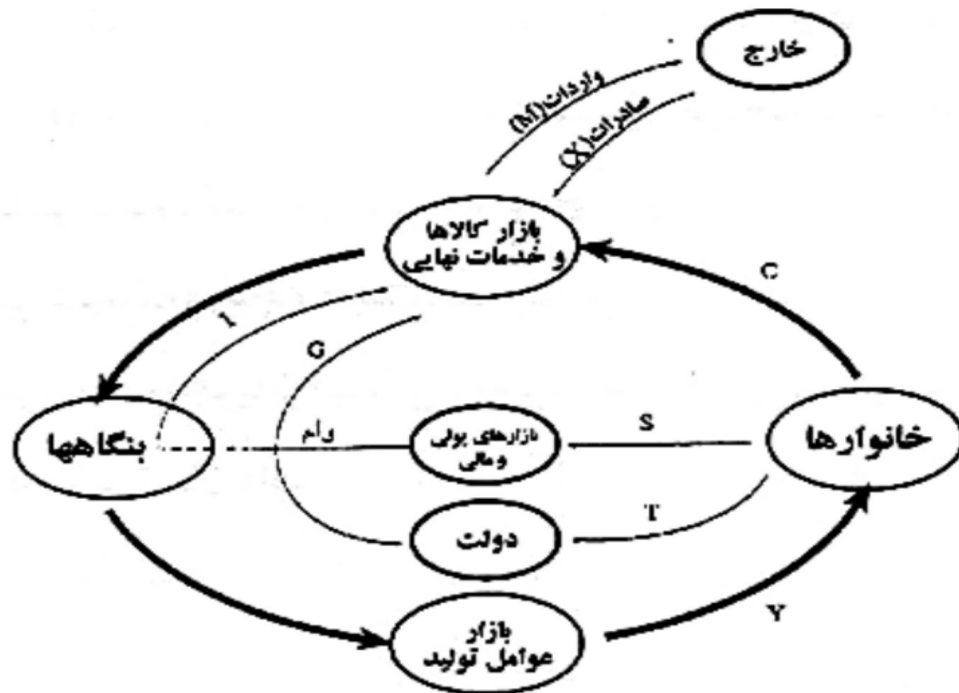 خارج
واردات(M)
صادرات(X)
بازار کالاها
و خدمات نهایی
C
I
G
بنگاهها
وام
بازارهای پولی
و مالی
S
خانوارها
دولت
T
بازار
عوامل تولید
Y